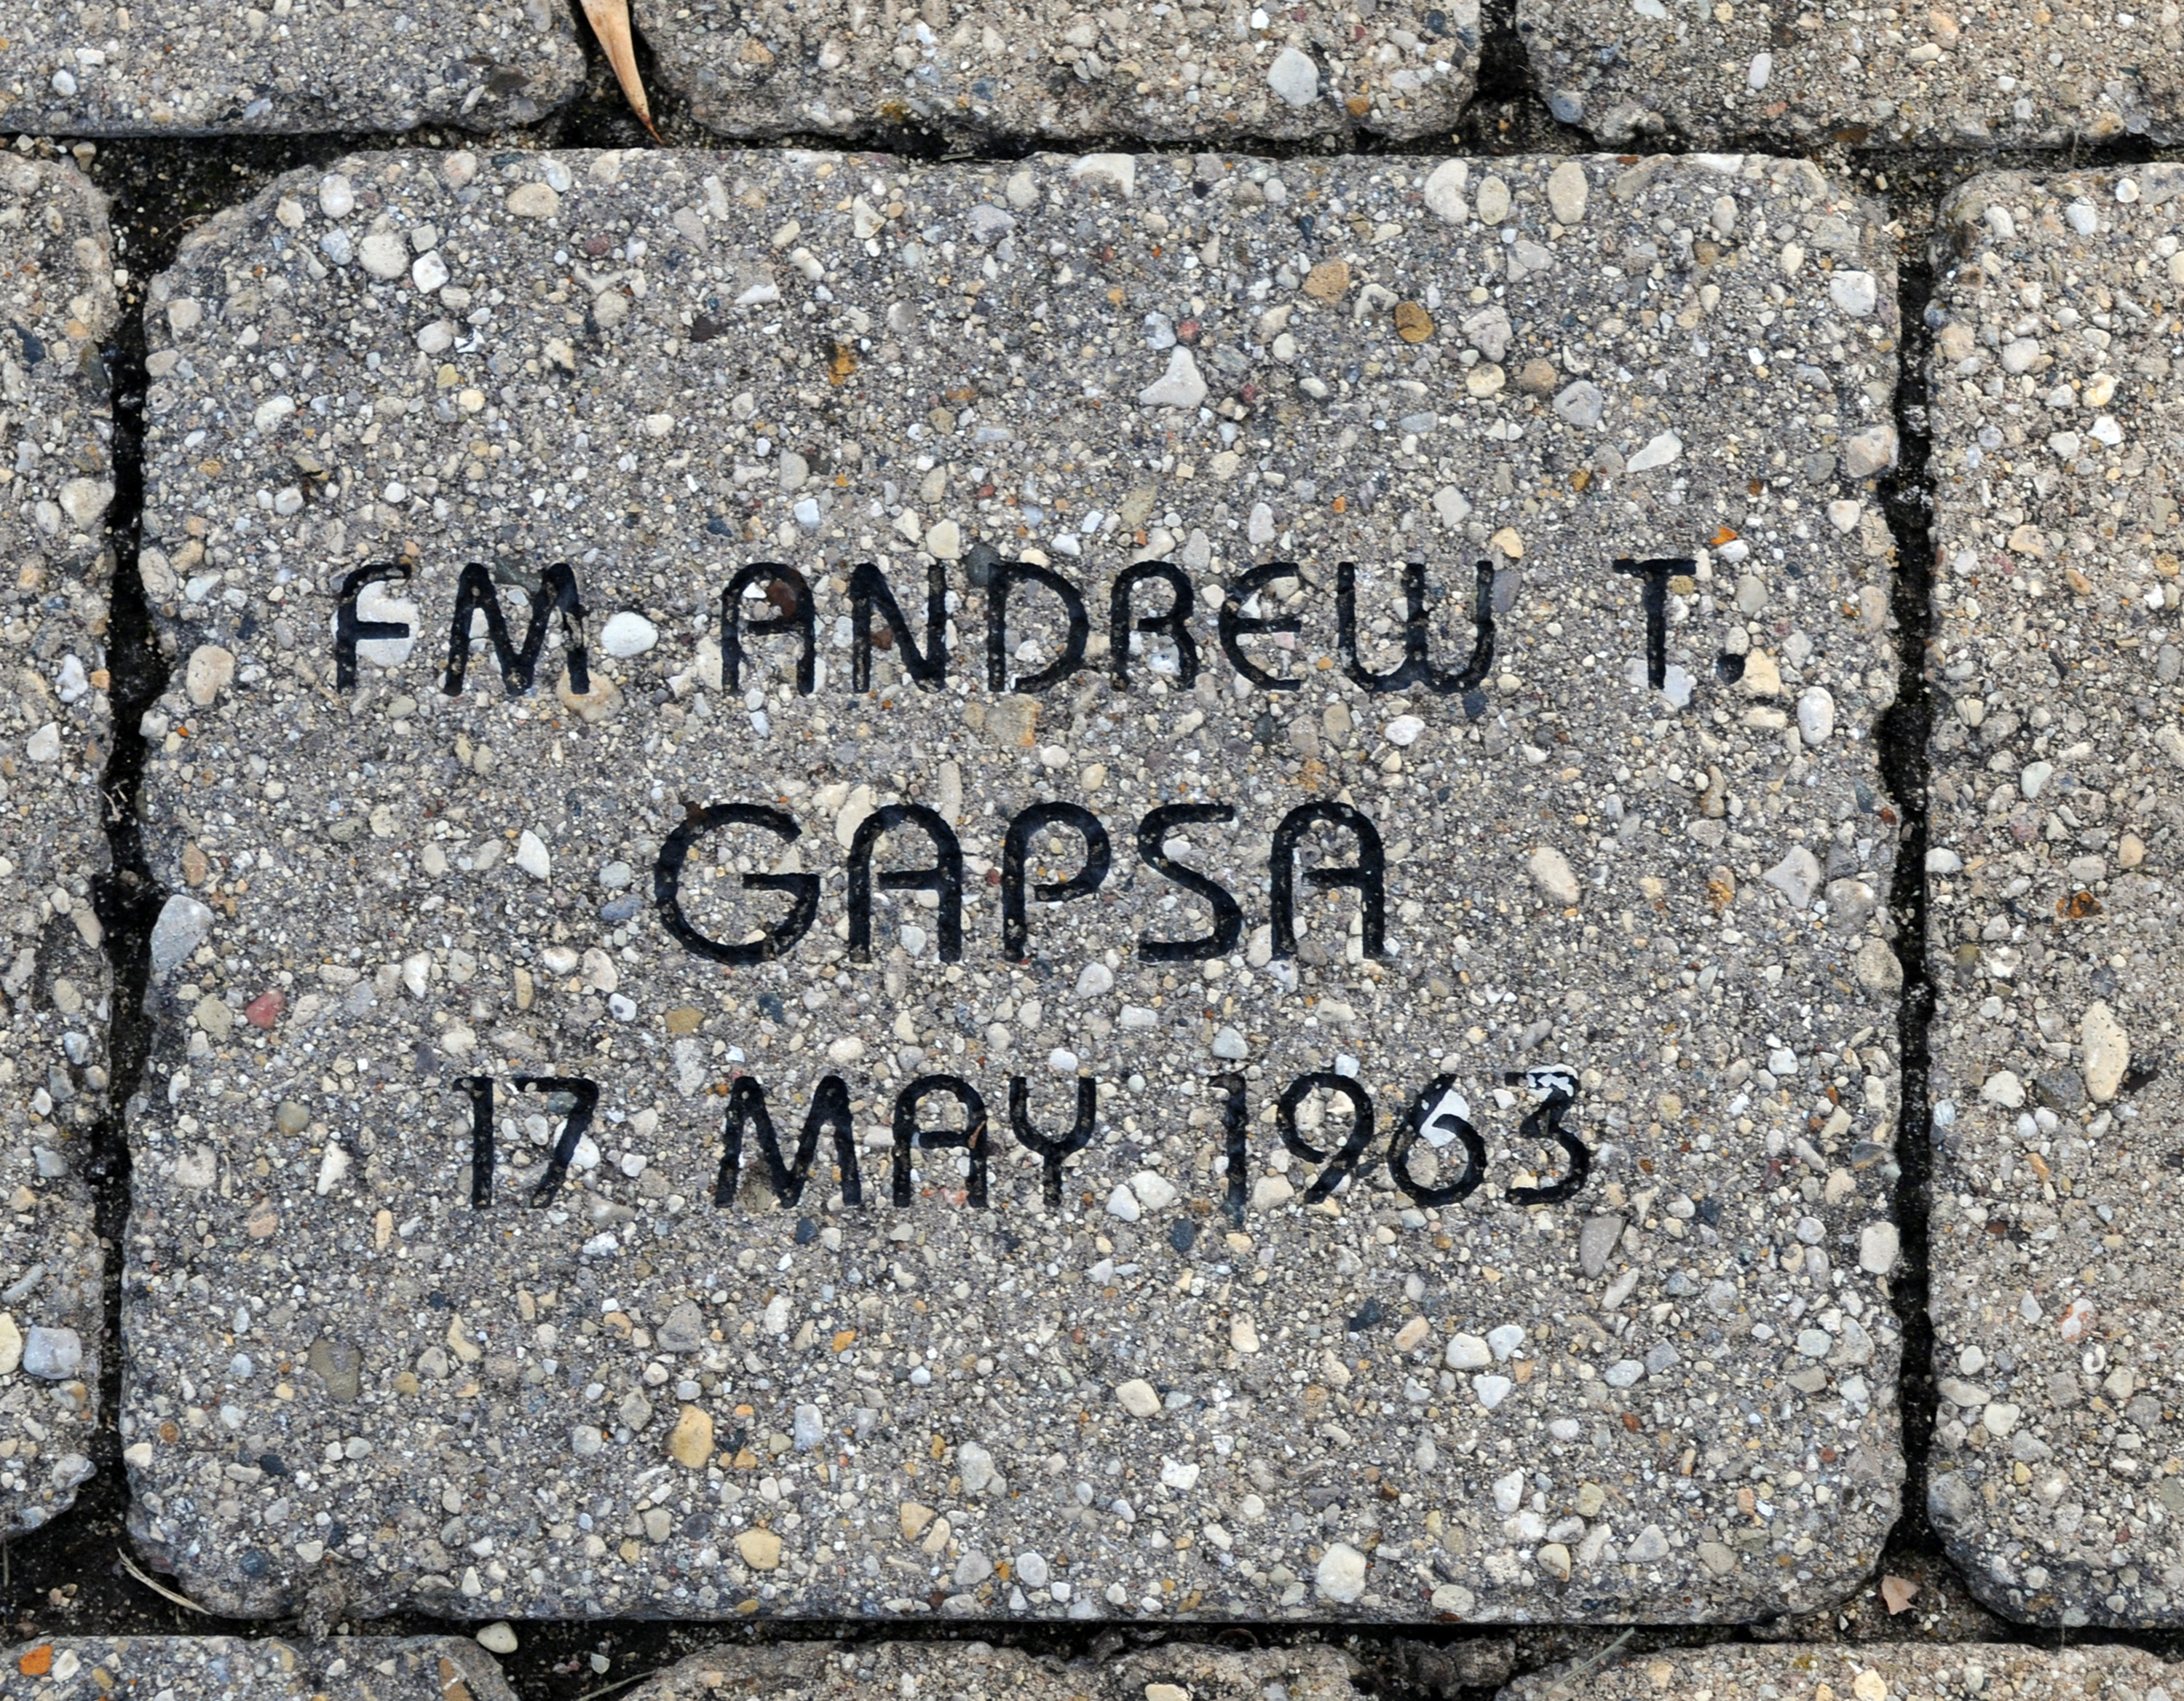 FM ANDREW T.
GAPSA
17 MAY 1963